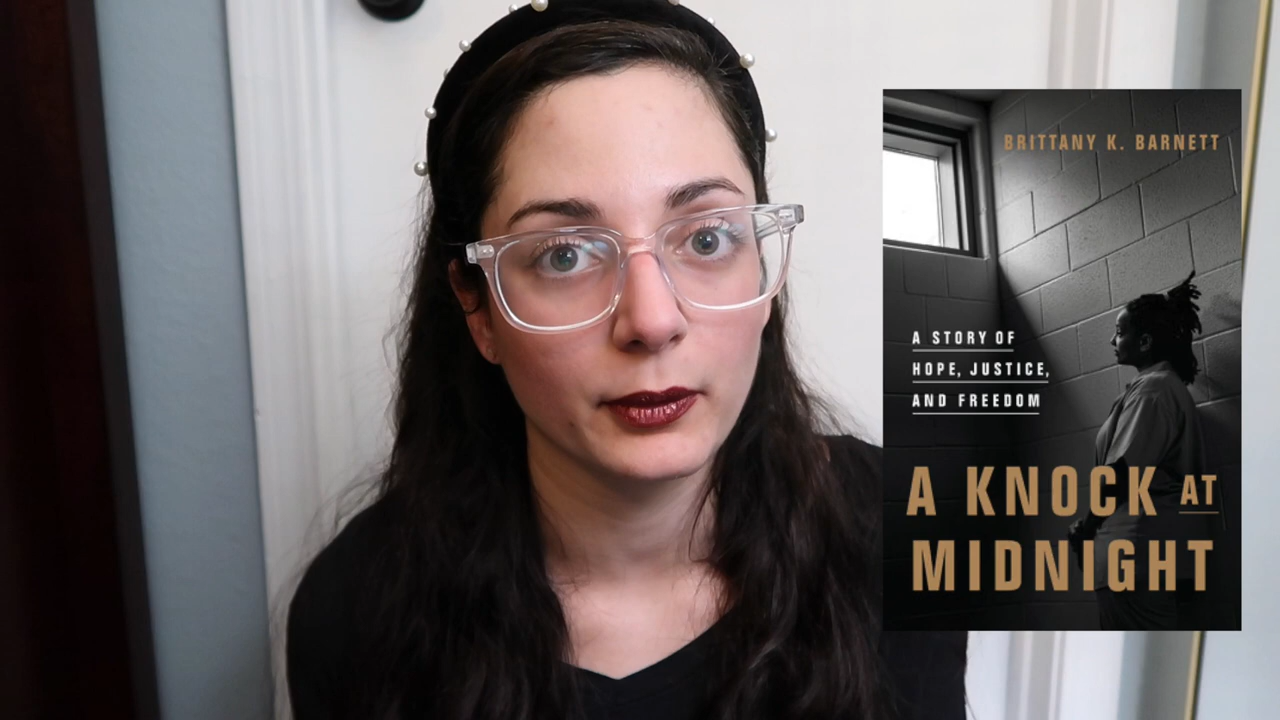 BRITTANY K. BARNETT
A STORY OF
HOPE, JUSTICE,
AND FREEDOM
A KNOCK AT
MIDNIGHT